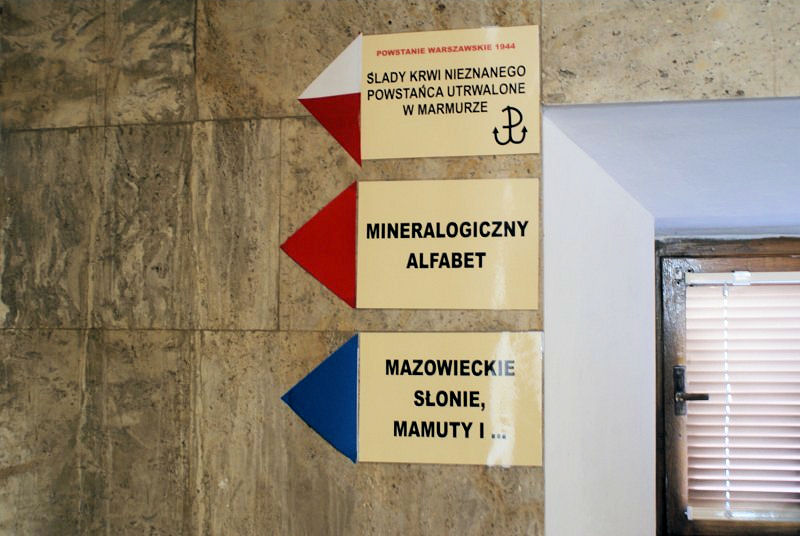 POWSTANIE WARSZAWSKIE 1944
ŚLADY KRWI NIEZNANEGO
POWSTAŃCA UTRWALONE
W MARMURZE
MINERALOGICZNY
ALFABET
MAZOWIECKIE
SŁONIE,
MAMUTY I ...